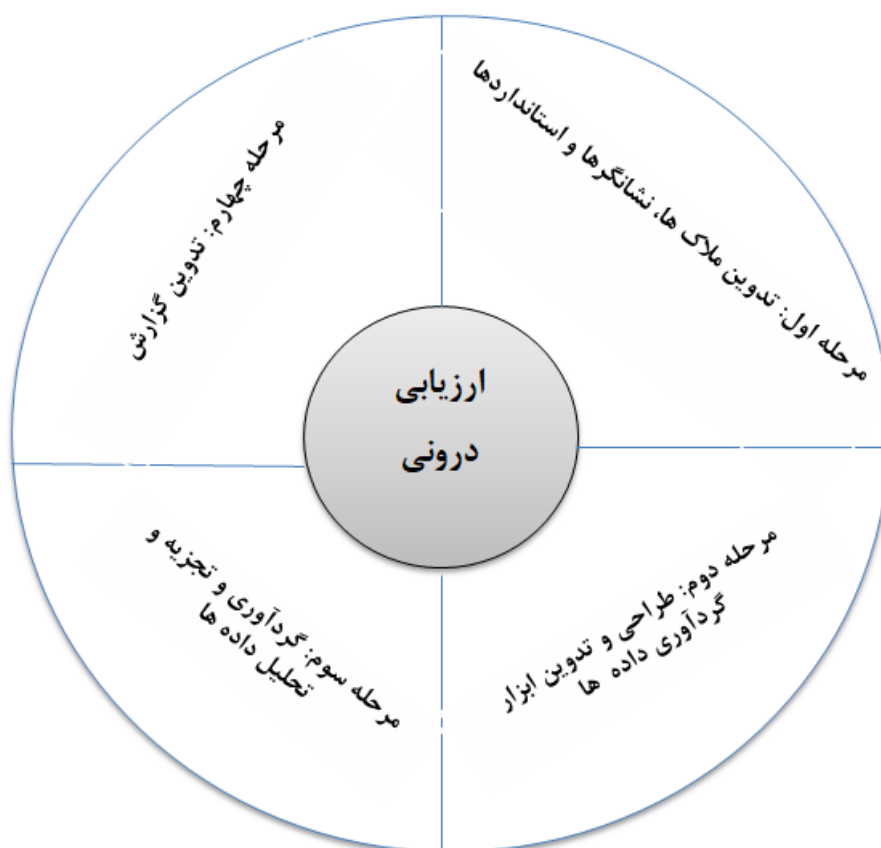 ارزیابی
درونی
مرحله اول: تدوین ملاک ها، نشانگرها و استانداردها
مرحله دوم: طراحی و تدوین ابزار
گردآوری داده ها
مرحله سوم: گردآوری و تجزیه و
تحلیل داده ها
مرحله چهارم: تدوین گزارش